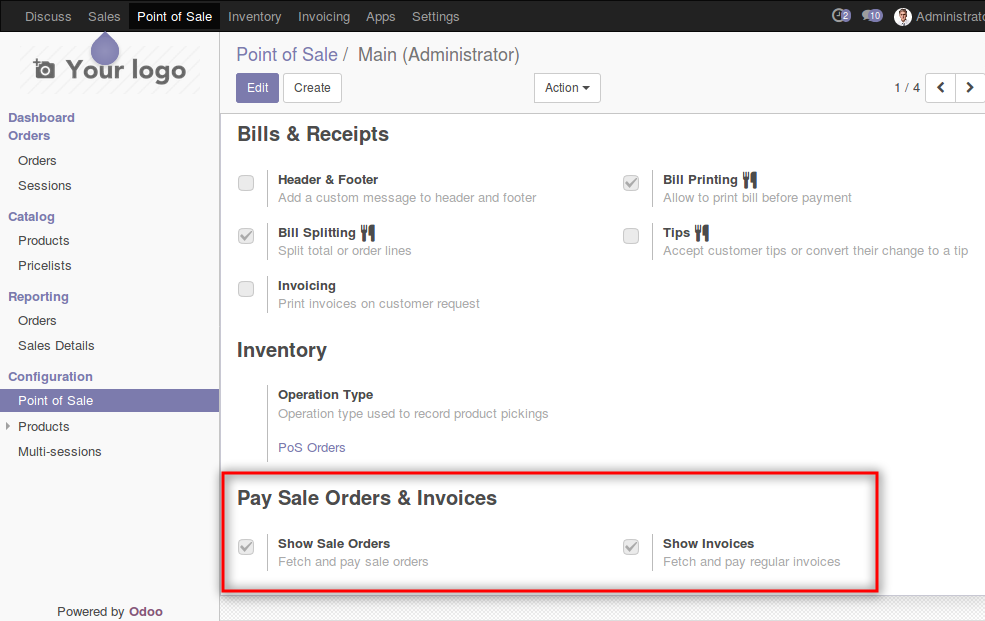 Discuss Sales Point of Sale Inventory Invoicing Apps Settings 2 10 Administrato
Your logo
Point of Sale / Main (Administrator)
Edit Create Action 1 / 4
Dashboard
Orders
Orders
Sessions
Catalog
Products
Pricelists
Reporting
Orders
Sales Details
Configuration
Point of Sale
Products
Multi-sessions
Powered by Odoo
Bills & Receipts
Header & Footer
Add a custom message to header and footer
Bill Printing
Allow to print bill before payment
Bill Splitting
Split total or order lines
Tips
Accept customer tips or convert their change to a tip
Invoicing
Print invoices on customer request
Inventory
Operation Type
Operation type used to record product pickings
PoS Orders
Pay Sale Orders & Invoices
Show Sale Orders
Fetch and pay sale orders
Show Invoices
Fetch and pay regular invoices